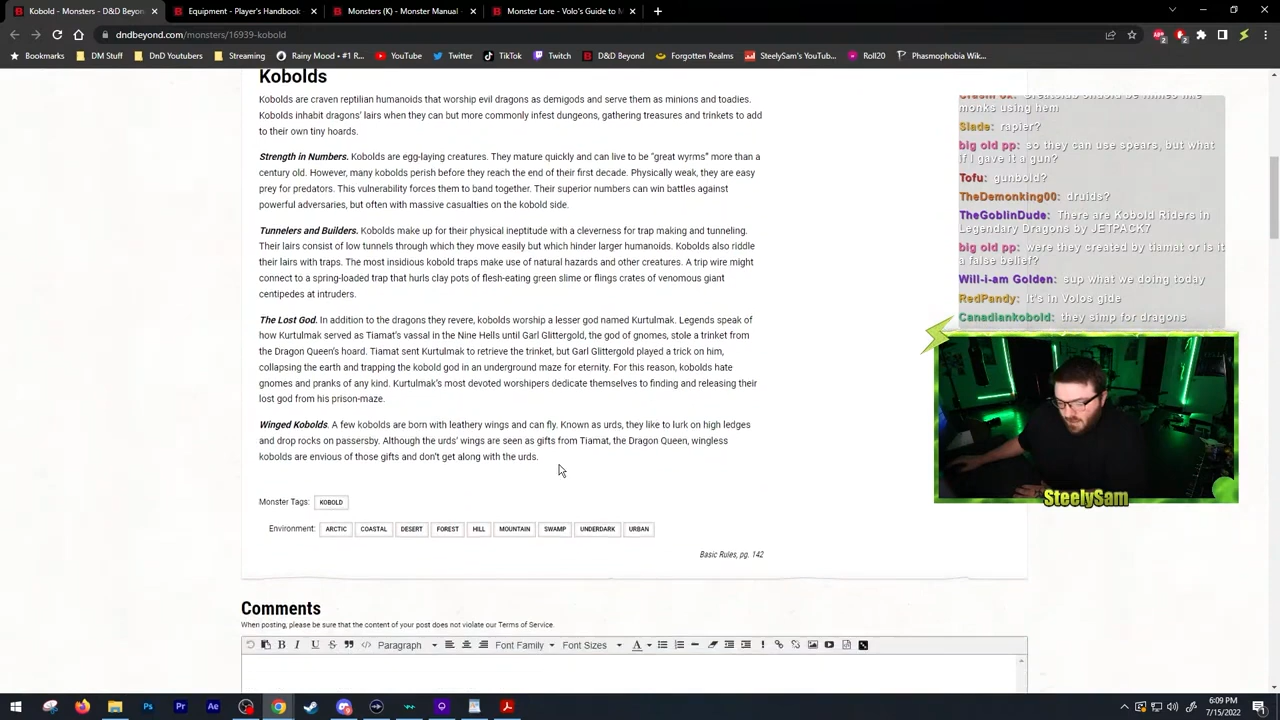 Kobold - Monsters - D&D Beyond
Equipment - Player's Handbook
Monsters (K) - Monster Manual -
Monster Lore - Volo's Guide to M
dndbeyond.com/monsters/16939-kobold
Bookmarks
DM Stuff
DnD Youtubers
Streaming
Rainy Mood • #1 R...
YouTube
Twitter
TikTok
Twitch
D&D Beyond
Forgotten Realms
SteelySam's YouTub...
Roll20
Phasmophobia Wik...
Kobolds
Kobolds are craven reptilian humanoids that worship evil dragons as demigods and serve them as minions and toadies.
Kobolds inhabit dragons' lairs when they can but more commonly infest dungeons, gathering treasures and trinkets to add
to their own tiny hoards.
Strength in Numbers. Kobolds are egg-laying creatures. They mature quickly and can live to be "great wyrms" more than a
century old. However, many kobolds perish before they reach the end of their first decade. Physically weak, they are easy
prey for predators. This vulnerability forces them to band together. Their superior numbers can win battles against
powerful adversaries, but often with massive casualties on the kobold side.
Tunnelers and Builders. Kobolds make up for their physical ineptitude with a cleverness for trap making and tunneling.
Their lairs consist of low tunnels through which they move easily but which hinder larger humanoids. Kobolds also riddle
their lairs with traps. The most insidious kobold traps make use of natural hazards and other creatures. A trip wire might
connect to a spring-loaded trap that hurls clay pots of flesh-eating green slime or flings crates of venomous giant
centipedes at intruders.
The Lost God. In addition to the dragons they revere, kobolds worship a lesser god named Kurtulmak. Legends speak of
how Kurtulmak served as Tiamat's vassal in the Nine Hells until Garl Glittergold, the god of gnomes, stole a trinket from
the Dragon Queen's hoard. Tiamat sent Kurtulmak to retrieve the trinket, but Garl Glittergold played a trick on him,
collapsing the earth and trapping the kobold god in an underground maze for eternity. For this reason, kobolds hate
gnomes and pranks of any kind. Kurtulmak's most devoted worshipers dedicate themselves to finding and releasing their
lost god from his prison-maze.
Winged Kobolds. A few kobolds are born with leathery wings and can fly. Known as urds, they like to lurk on high ledges
and drop rocks on passersby. Although the urds' wings are seen as gifts from Tiamat, the Dragon Queen, wingless
kobolds are envious of those gifts and don't get along with the urds.
Monster Tags: KOBOLD
Environment: ARCTIC COASTAL DESERT FOREST HILL MOUNTAIN SWAMP UNDERDARK URBAN
Basic Rules, pg. 142
Comments
When posting, please be sure that the content of your post does not violate our Terms of Service.
Paragraph
Font Family
Font Sizes
monks using hem
Slade: rapier?
big old pp: so they can use spears, but what
if I gave it a gun?
Tofu: gunbold?
TheDemonking00: druids?
TheGoblinDude: There are Kobold Riders in
Legendary Dragons by JETPACK7
big old pp: were they created by tiamat or is it
a false belief?
Will-i-am Golden: sup what we doing today
RedPandy: It's in Volos gide
Canadiankobold: they simp for dragons
SteelySam
6:09 PM
7/15/2022